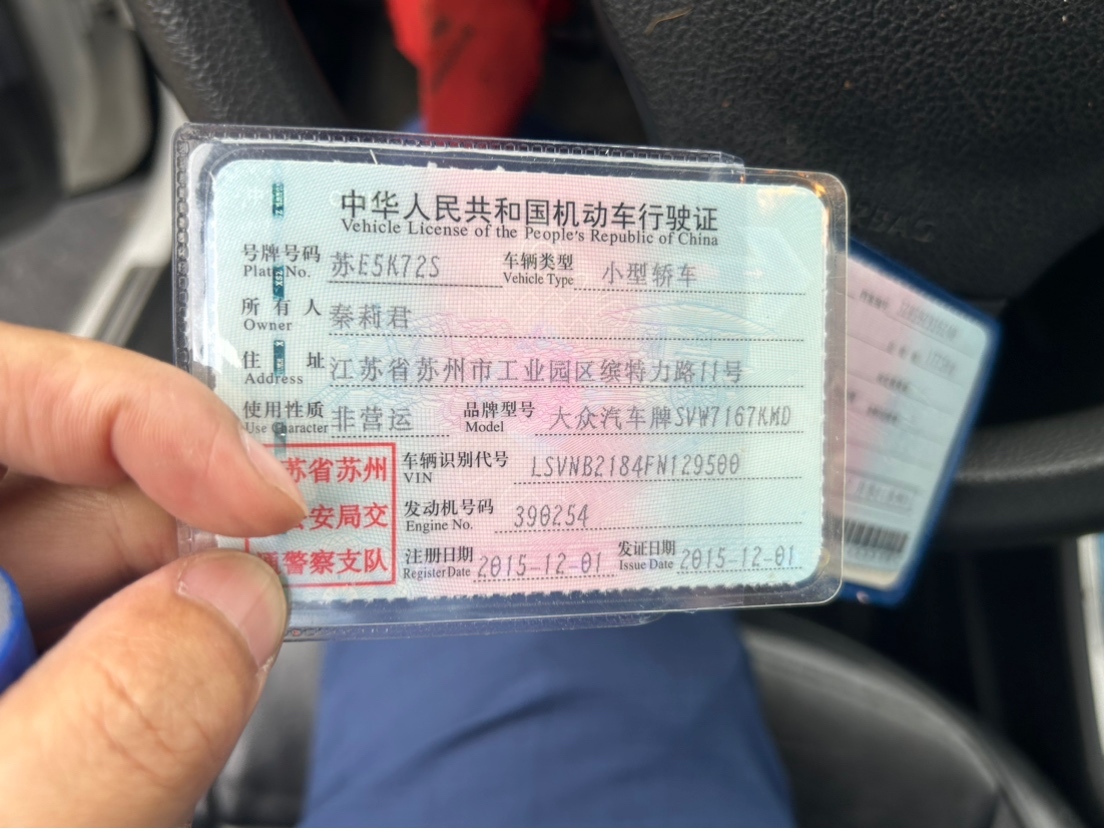 中华人民共和国机动车行驶证
Vehicle License of the People's Republic of China
号牌号码 苏E5K72S 车辆类型 小型轿车
Plate No. Vehicle Type
所有人 秦莉君
Owner
住址 江苏省苏州市工业园区缤特力路11号
Address
使用性质 非营运 品牌型号 大众汽车牌SVW7167KMD
Use Character Model
苏省苏州 车辆识别代号 LSVNB2184FN129500
VIN
安局交 发动机号码 390254
Engine No.
警察支队 注册日期 2015-12-01 发证日期 2015-12-01
Register Date Issue Date